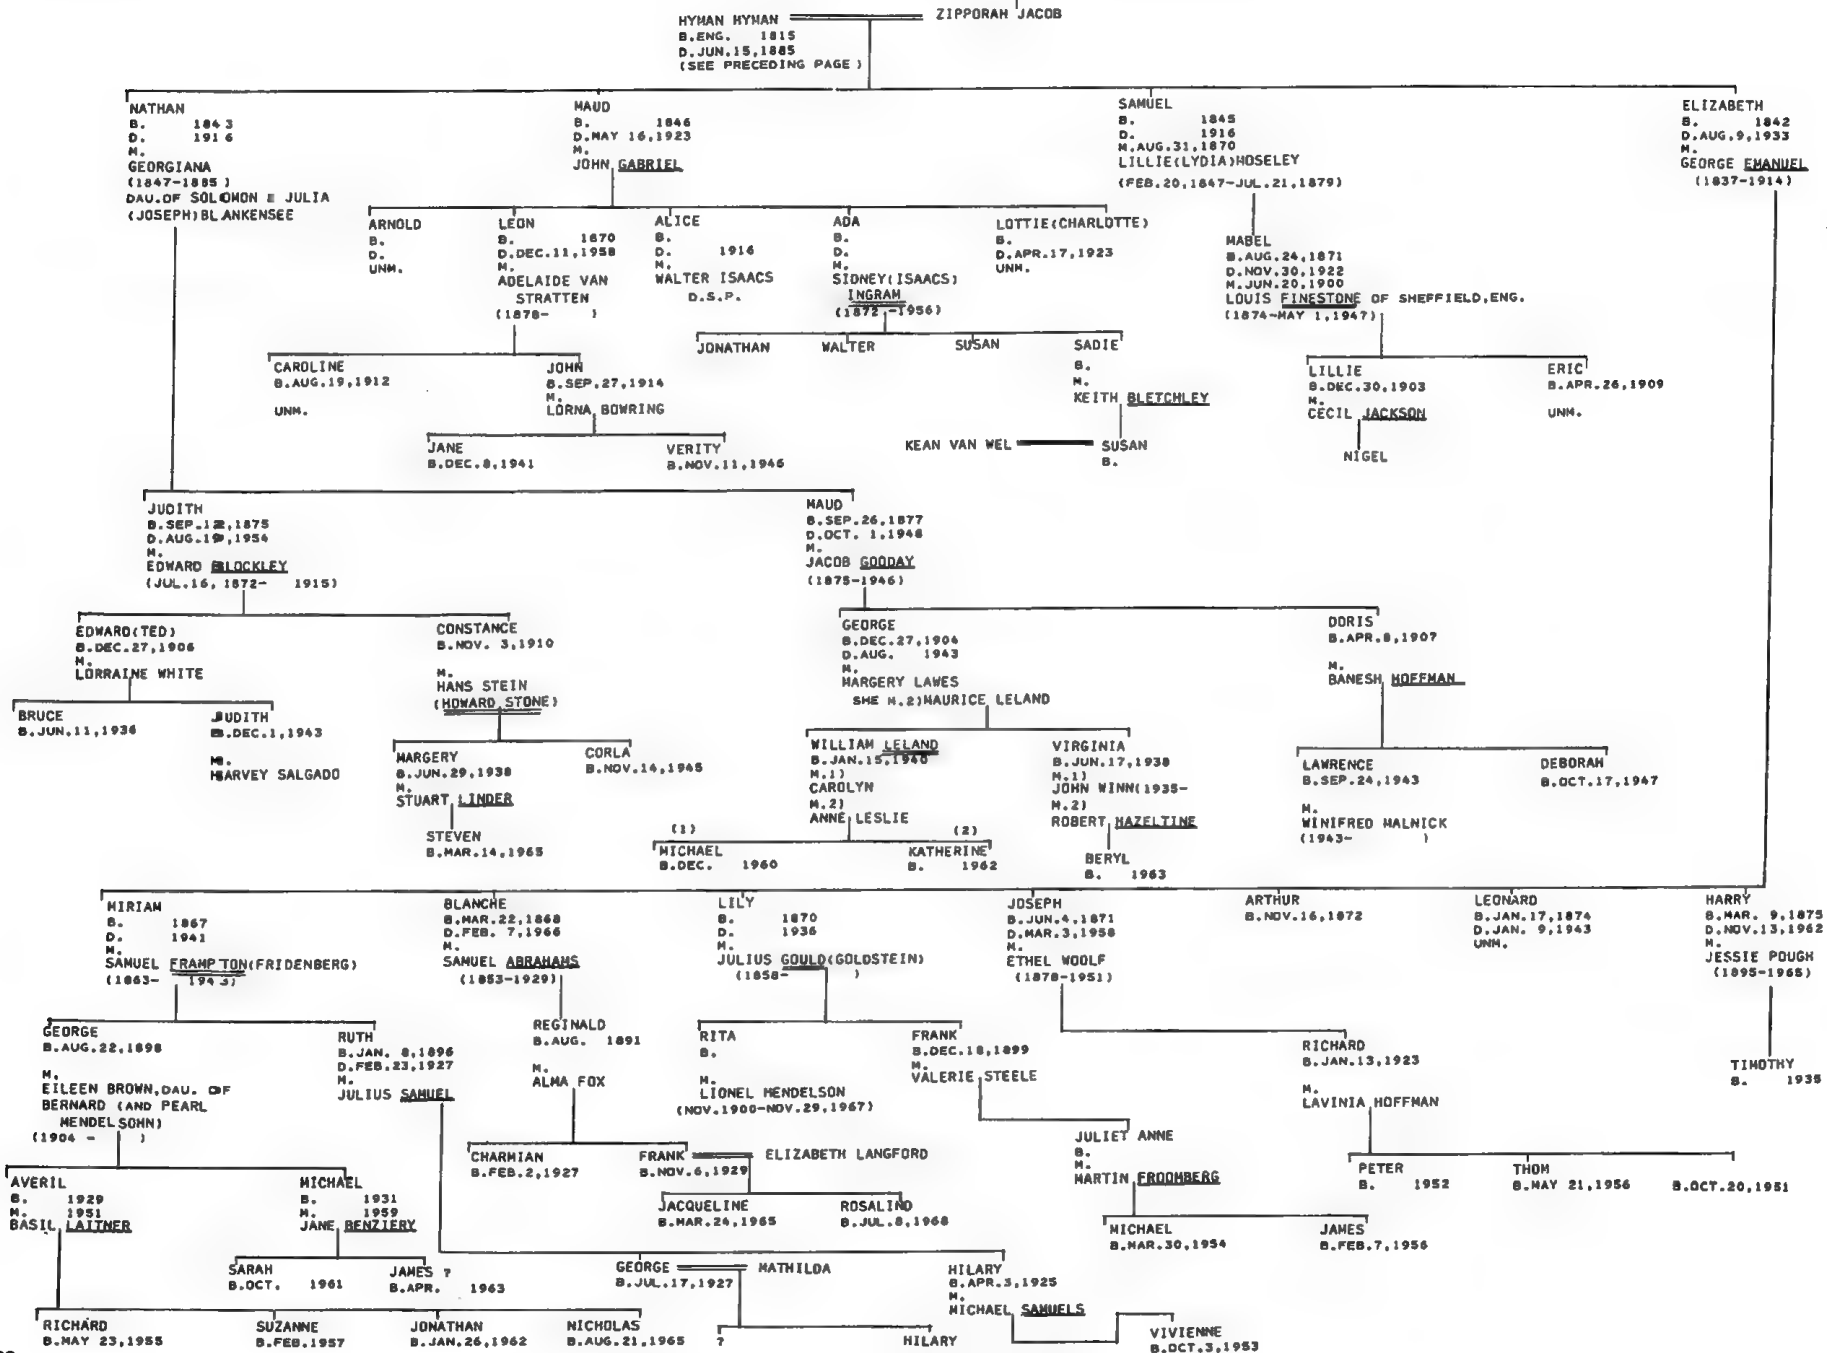 HYMAN HYMAN ZIPPORAH JACOB
B.ENG. 1815
D.JUN.15,1885
(SEE PRECEDING PAGE)
NATHAN
B. 1843
D. 1916
M.
GEORGIANA
(1847-1885)
DAU.OF SOLOMON & JULIA
(JOSEPH)BLANKENSEE
MAUD
B. 1846
D.MAY 16,1923
M.
JOHN GABRIEL
SAMUEL
B. 1845
D. 1916
M.AUG.31,1870
LILLIE(LYDIA)MOSELEY
(FEB.20,1847-JUL.21,1879)
ELIZABETH
B. 1842
D.AUG.9,1933
M.
GEORGE EMANUEL
(1837-1914)
ARNOLD
B.
D.
UNM.
LEON
B. 1870
D.DEC.11,1958
M.
ADELAIDE VAN
STRATTEN
(1878- )
ALICE
B.
D. 1916
M.
WALTER ISAACS
D.S.P.
ADA
B.
D.
M.
SIDNEY(ISAACS)
INGRAM
(1872-1956)
LOTTIE(CHARLOTTE)
B.
D.APR.17,1923
UNM.
MABEL
B.AUG.24,1871
D.NOV.30,1922
M.JUN.20,1900
LOUIS FINESTONE OF SHEFFIELD,ENG.
(1874-MAY 1,1947)
CAROLINE
B.AUG.19,1912
UNM.
JOHN
B.SEP.27,1914
M.
LORNA BOWRING
JONATHAN
WALTER
SUSAN
SADIE
B.
M.
KEITH BLETCHLEY
LILLIE
B.DEC.30,1903
M.
CECIL JACKSON
ERIC
B.APR.26,1909
UNM.
JANE
B.DEC.8,1941
VERITY
B.NOV.11,1946
KEAN VAN WEL SUSAN
B.
NIGEL
JUDITH
B.SEP.12,1875
D.AUG.19,1954
M.
EDWARD BLOCKLEY
(JUL.16, 1872- 1915)
MAUD
B.SEP.26,1877
D.OCT. 1,1948
M.
JACOB GOODAY
(1875-1946)
EDWARD(TED)
B.DEC.27,1906
M.
LORRAINE WHITE
CONSTANCE
B.NOV. 3,1910
M.
HANS STEIN
(HOWARD STONE)
GEORGE
B.DEC.27,1904
D.AUG. 1943
M.
MARGERY LAWES
SHE M.2)MAURICE LELAND
DORIS
B.APR.8,1907
M.
BANESH HOFFMAN
BRUCE
B.JUN.11,1936
JUDITH
B.DEC.1,1943
M.
HARVEY SALGADO
MARGERY
B.JUN.29,1938
M.
STUART LINDER
CORLA
B.NOV.14,1945
WILLIAM LELAND
B.JAN.15,1940
M.1)
CAROLYN
M.2)
ANNE LESLIE
VIRGINIA
B.JUN.17,1938
M.1)
JOHN WINN(1935-
M.2)
ROBERT HAZELTINE
LAWRENCE
B.SEP.24,1943
M.
WINIFRED MALNICK
(1943- )
DEBORAH
B.OCT.17,1947
STEVEN
B.MAR.14,1965
(1) (2)
MICHAEL
B.DEC. 1960
KATHERINE
B. 1962
BERYL
B. 1963
MIRIAM
B. 1867
D. 1941
M.
SAMUEL FRAMPTON(FRIDENBERG)
(1863- 1943)
BLANCHE
B.MAR.22,1868
D.FEB. 7,1966
M.
SAMUEL ABRAHAMS
(1853-1929)
LILY
B. 1870
D. 1936
M.
JULIUS GOULD(GOLDSTEIN)
(1858- )
JOSEPH
B.JUN.4,1871
D.MAR.3,1958
M.
ETHEL WOOLF
(1878-1951)
ARTHUR
B.NOV.16,1872
LEONARD
B.JAN.17,1874
D.JAN. 9,1943
UNM.
HARRY
B.MAR. 9,1875
D.NOV.13,1962
M.
JESSIE POUGH
(1895-1965)
GEORGE
B.AUG.22,1898
M.
EILEEN BROWN,DAU. OF
BERNARD (AND PEARL
MENDELSOHN)
(1904 - )
RUTH
B.JAN. 8,1896
D.FEB.23,1927
M.
JULIUS SAMUEL
REGINALD
B.AUG. 1891
M.
ALMA FOX
RITA
B.
M.
LIONEL MENDELSON
(NOV.1900-NOV.29,1967)
FRANK
B.DEC.18,1899
M.
VALERIE STEELE
RICHARD
B.JAN.13,1923
M.
LAVINIA HOFFMAN
TIMOTHY
B. 1935
CHARMIAN
B.FEB.2,1927
FRANK ELIZABETH LANGFORD
B.NOV.6,1929
JULIET ANNE
B.
M.
MARTIN FROOMBERG
PETER
B. 1952
THOM
B.MAY 21,1956
B.OCT.20,1951
AVERIL
B. 1929
M. 1951
BASIL LAITNER
MICHAEL
B. 1931
M. 1959
JANE BENZIERY
JACQUELINE
B.MAR.24,1965
ROSALIND
B.JUL.8,1968
MICHAEL
B.MAR.30,1954
JAMES
B.FEB.7,1956
SARAH
B.OCT. 1961
JAMES ?
B.APR. 1963
GEORGE MATHILDA
B.JUL.17,1927
HILARY
B.APR.3,1925
M.
MICHAEL SAMUELS
RICHARD
B.MAY 23,1955
SUZANNE
B.FEB.1957
JONATHAN
B.JAN.26,1962
NICHOLAS
B.AUG.21,1965
?
HILARY
VIVIENNE
B.OCT.3,1953